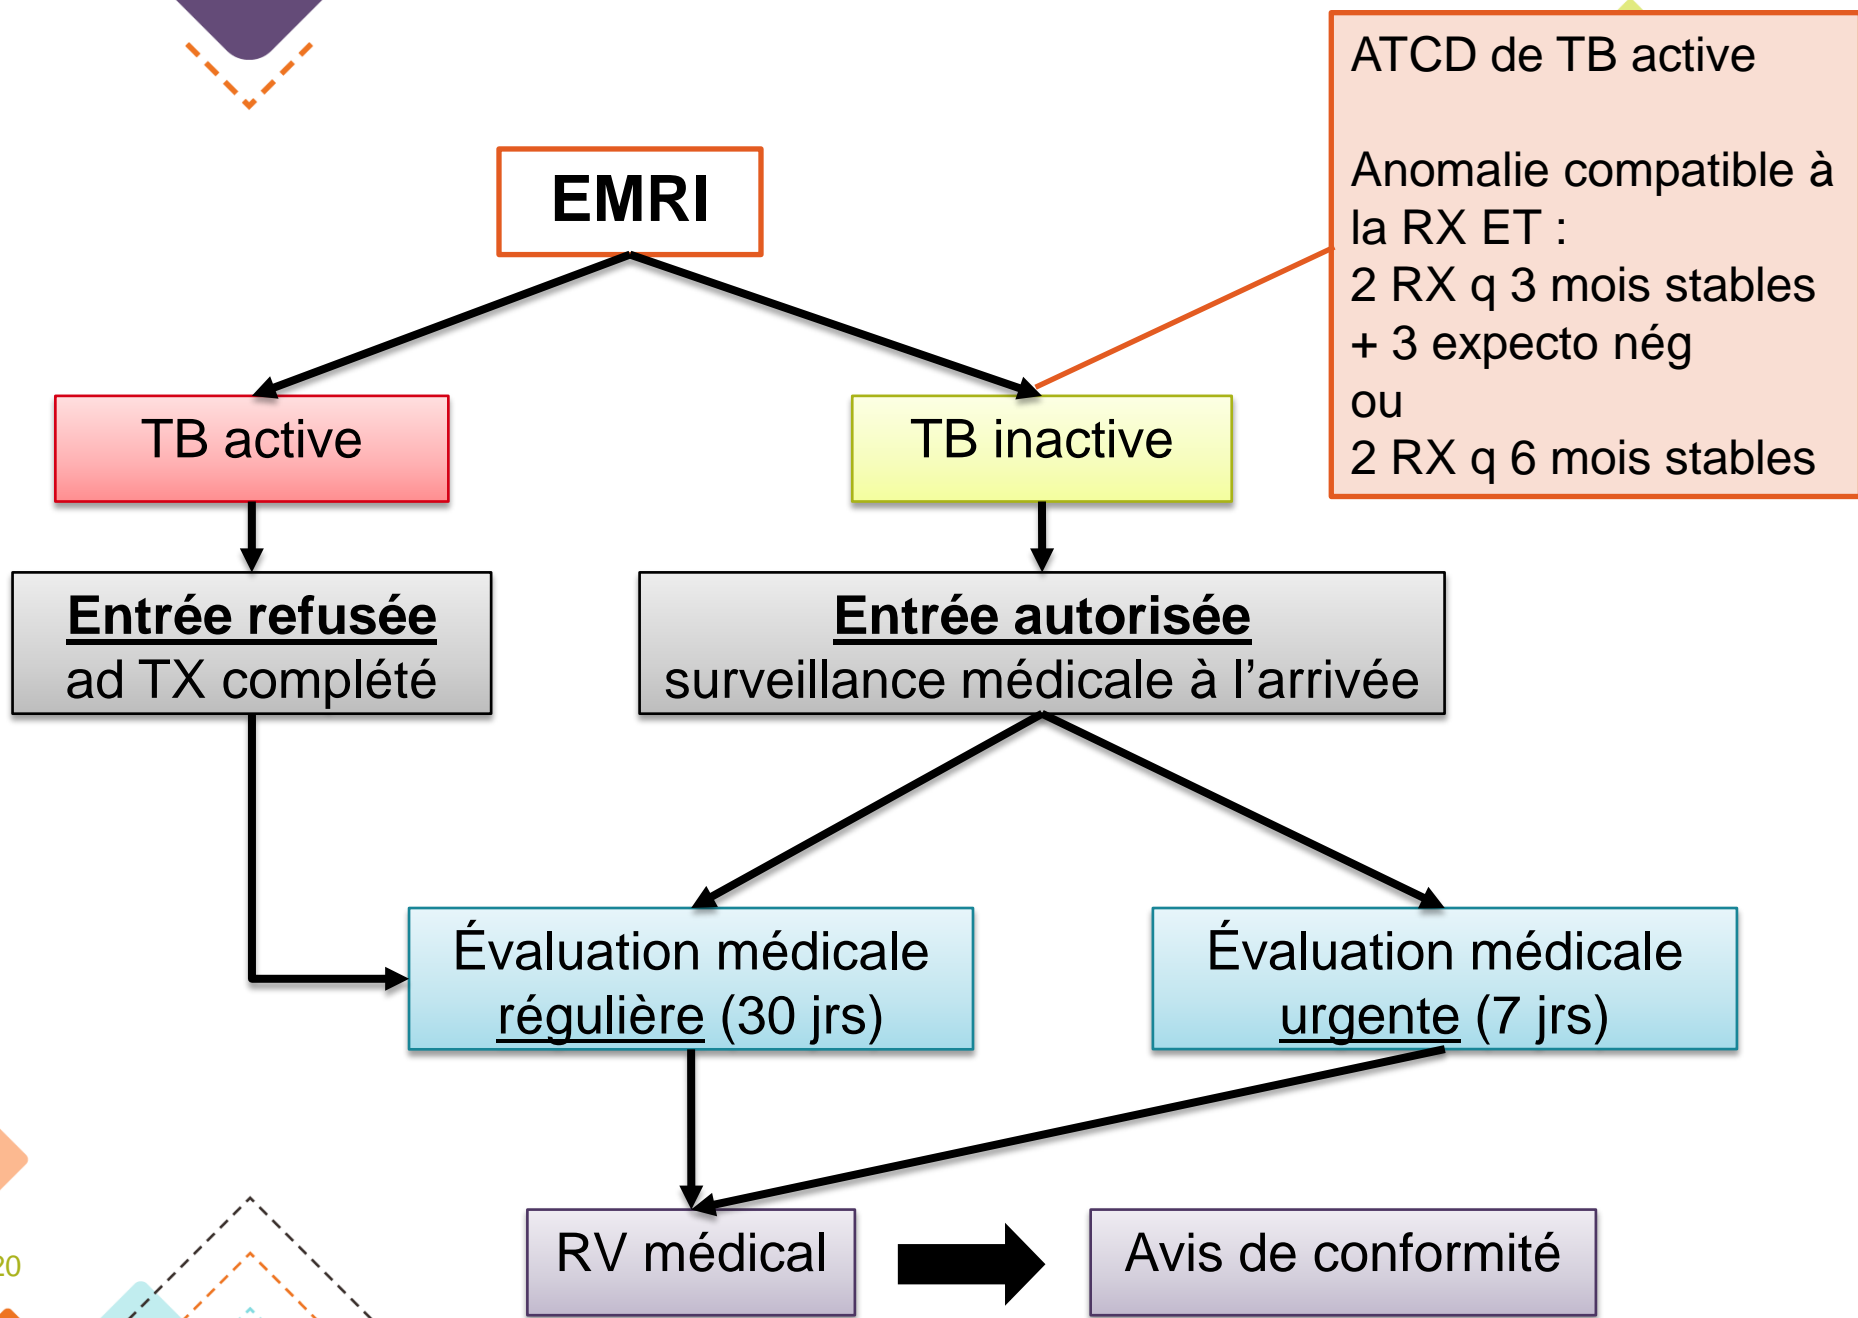 ATCD de TB active
Anomalie compatible à
la RX ET :
2 RX q 3 mois stables
+ 3 expecto nég
ou
2 RX q 6 mois stables
EMRI
TB active
TB inactive
Entrée refusée
ad TX complété
Entrée autorisée
surveillance médicale à l’arrivée
Évaluation médicale
régulière (30 jrs)
Évaluation médicale
urgente (7 jrs)
RV médical
Avis de conformité
20